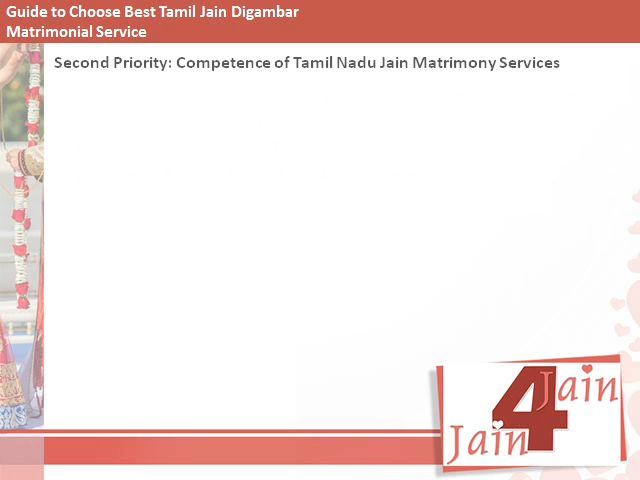 Guide to Choose Best Tamil Jain Digambar
Matrimonial Service
Second Priority: Competence of Tamil Nadu Jain Matrimony Services
Jain
4
Jain